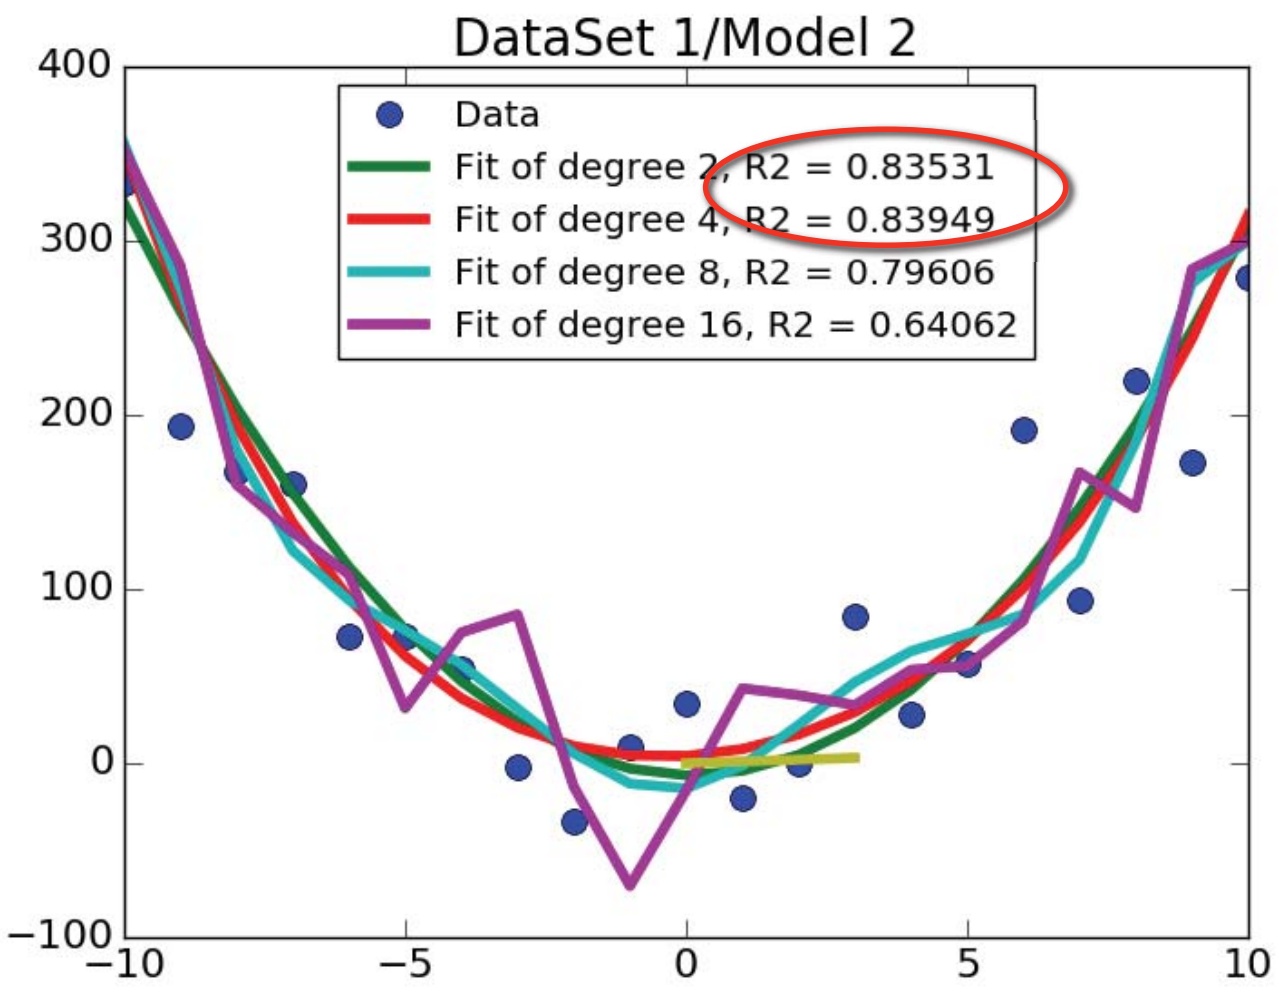 DataSet 1/Model 2
400
300
200
100
0
−100
Data
Fit of degree 2, R2 = 0.83531
Fit of degree 4, R2 = 0.83949
Fit of degree 8, R2 = 0.79606
Fit of degree 16, R2 = 0.64062
−10
−5
0
5
10